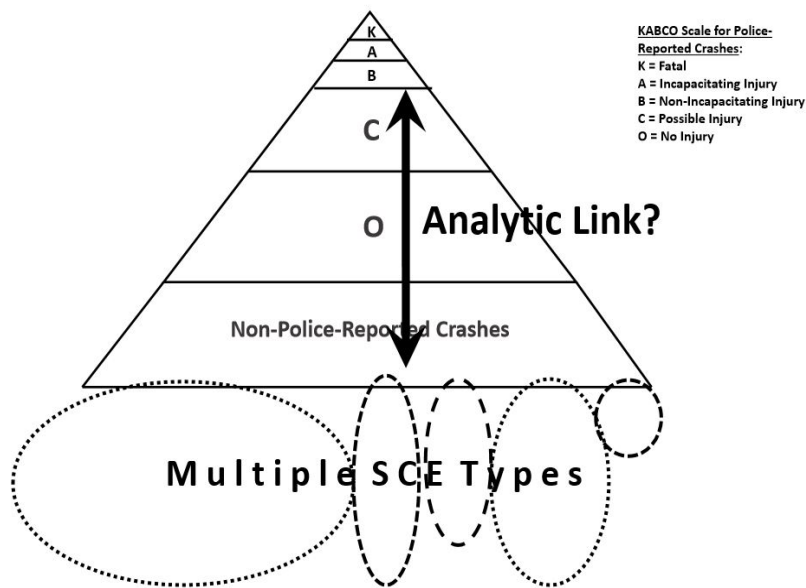 K
A
B
C
O
Analytic Link?
Non-Police-Reported Crashes
Multiple SCE Types
KABCO Scale for Police-
Reported Crashes:
K = Fatal
A = Incapacitating Injury
B = Non-Incapacitating Injury
C = Possible Injury
O = No Injury